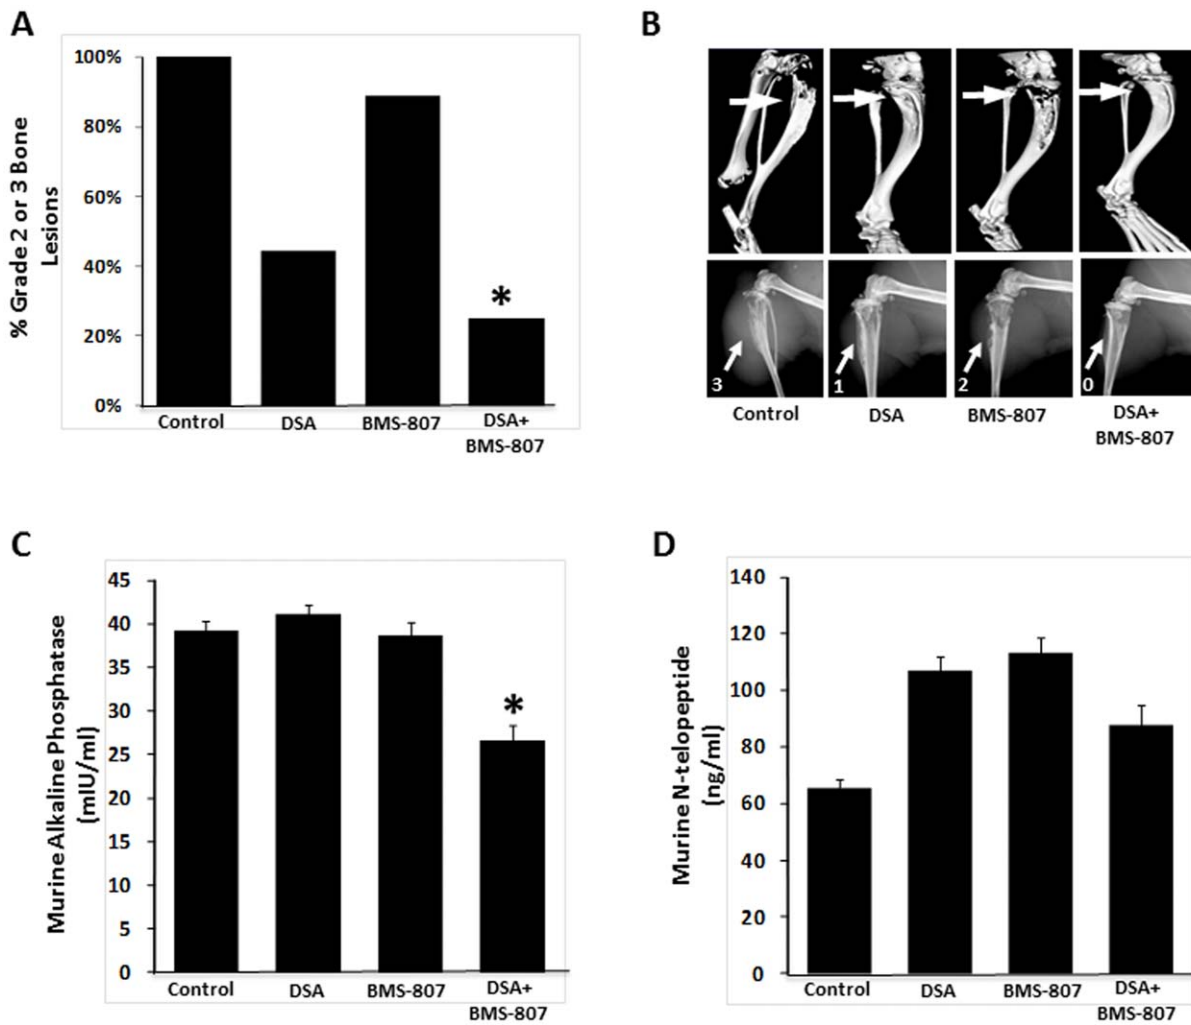 A
% Grade 2 or 3 Bone
Lesions
100%
80%
60%
40%
20%
0%
*
Control
DSA
BMS-807
DSA+
BMS-807
B
3
1
2
0
Control
DSA
BMS-807
DSA+
BMS-807
C
Murine Alkaline Phosphatase
(mIU/ml)
45
40
35
30
25
20
15
10
5
0
*
Control
DSA
BMS-807
DSA+
BMS-807
D
Murine N-telopeptide
(ng/ml)
140
120
100
80
60
40
20
0
Control
DSA
BMS-807
DSA+
BMS-807